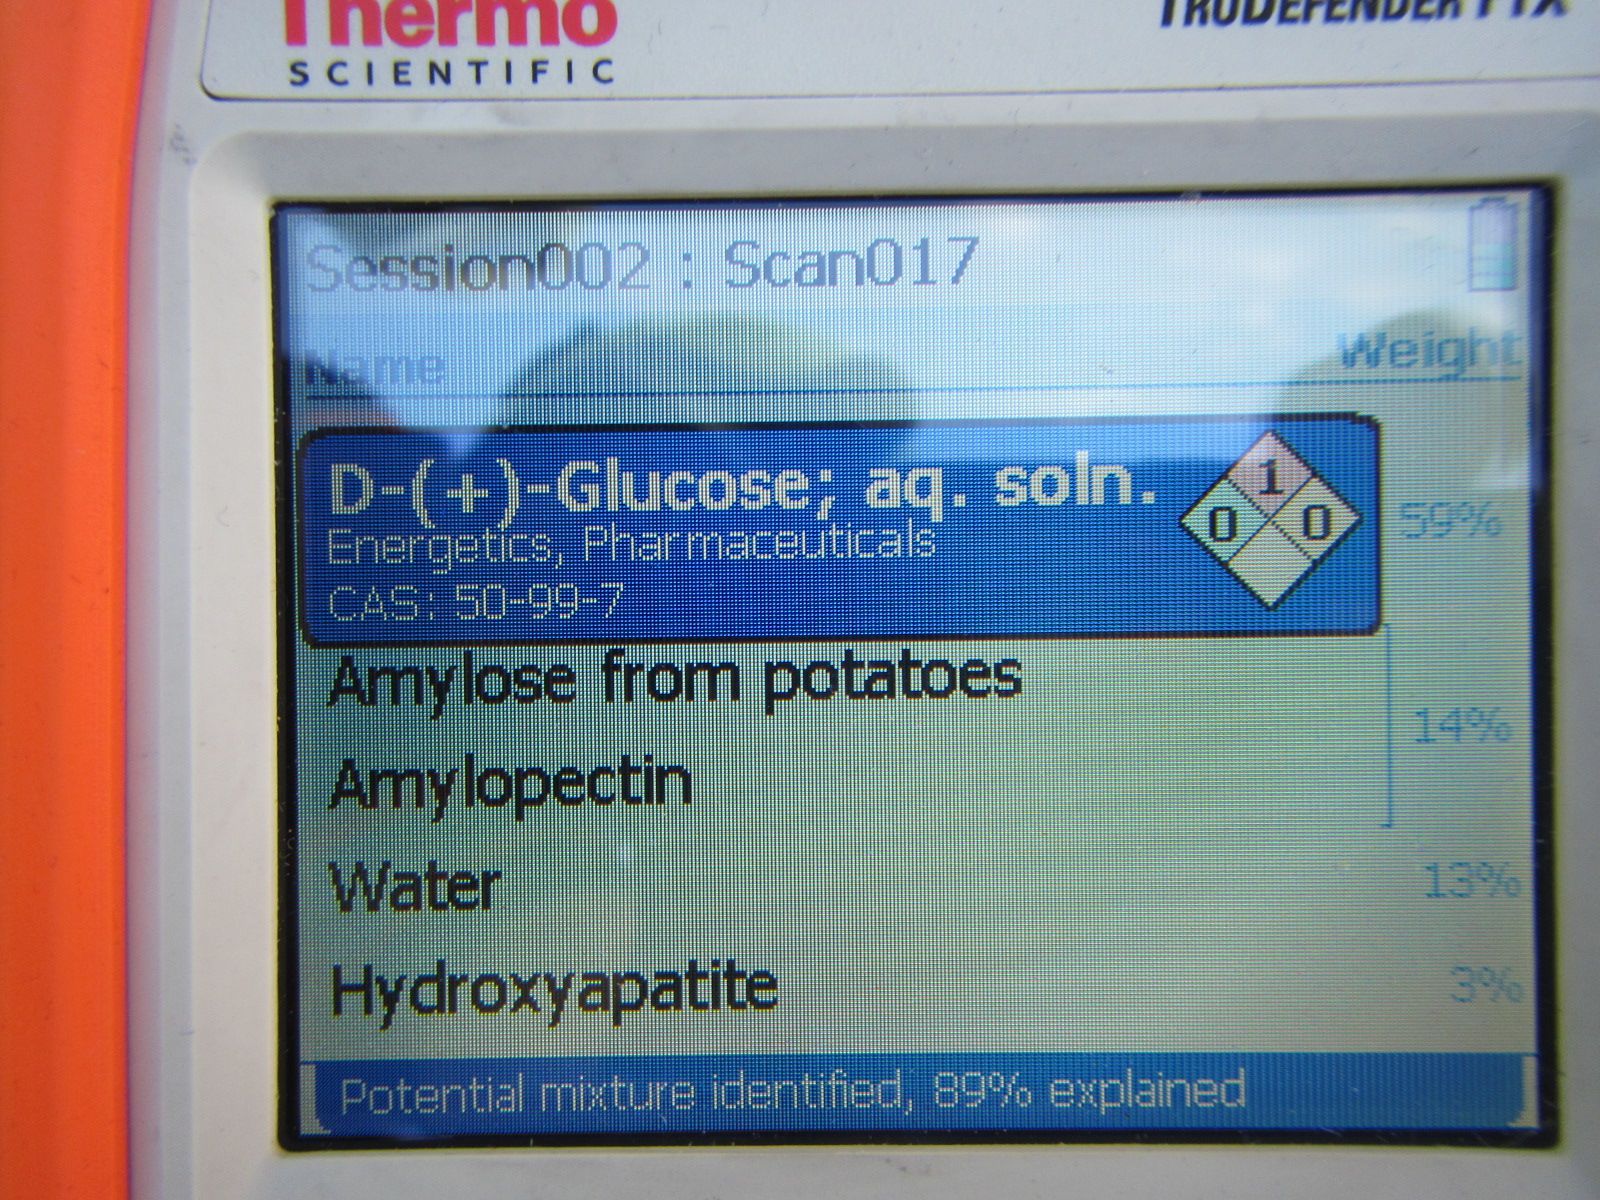 Thermo
SCIENTIFIC
TRUDEFENDER FTX
Session002 : Scan017
Name Weight
D-(+)-Glucose; aq. soln.
Energetics, Pharmaceuticals
CAS: 50-99-7
1
0 0
59%
Amylose from potatoes
14%
Amylopectin
Water 13%
Hydroxyapatite 3%
Potential mixture identified, 89% explained